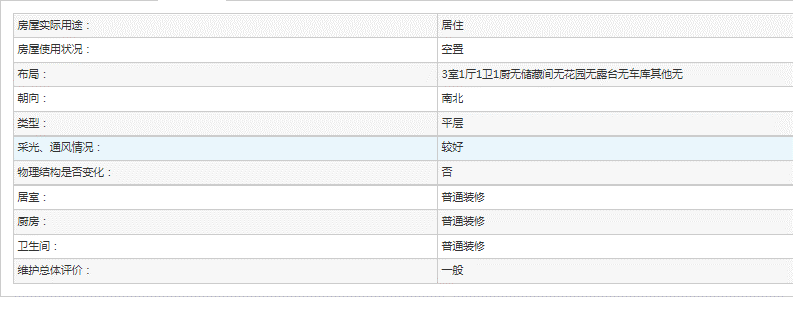 房屋实际用途： 居住
房屋使用状况： 空置
布局： 3室1厅1卫1厨无储藏间无花园无露台无车库其他无
朝向： 南北
类型： 平层
采光、通风情况： 较好
物理结构是否变化： 否
居室： 普通装修
厨房： 普通装修
卫生间： 普通装修
维护总体评价： 一般